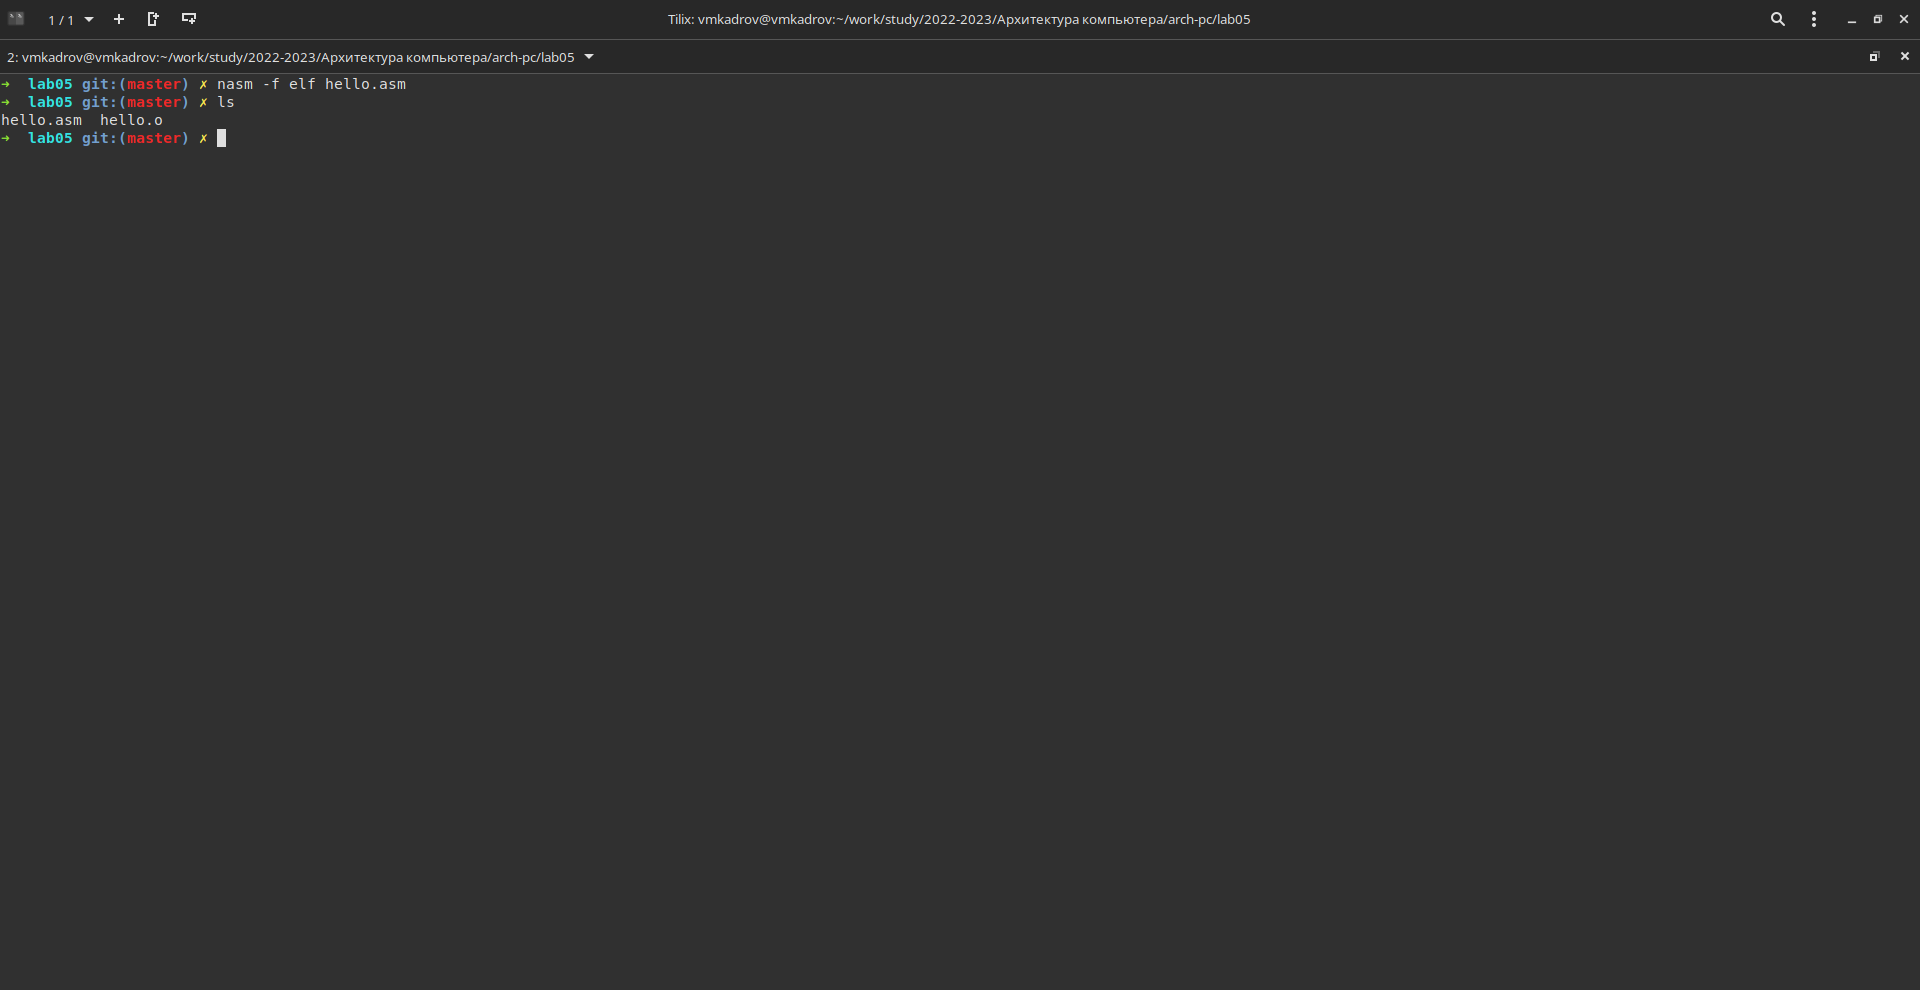 1 / 1
Tilix: vmkadrov@vmkadrov:~/work/study/2022-2023/Архитектура компьютера/arch-pc/lab05
2: vmkadrov@vmkadrov:~/work/study/2022-2023/Архитектура компьютера/arch-pc/lab05
➜  lab05 git:(master) ✗ nasm -f elf hello.asm
➜  lab05 git:(master) ✗ ls
hello.asm  hello.o
➜  lab05 git:(master) ✗